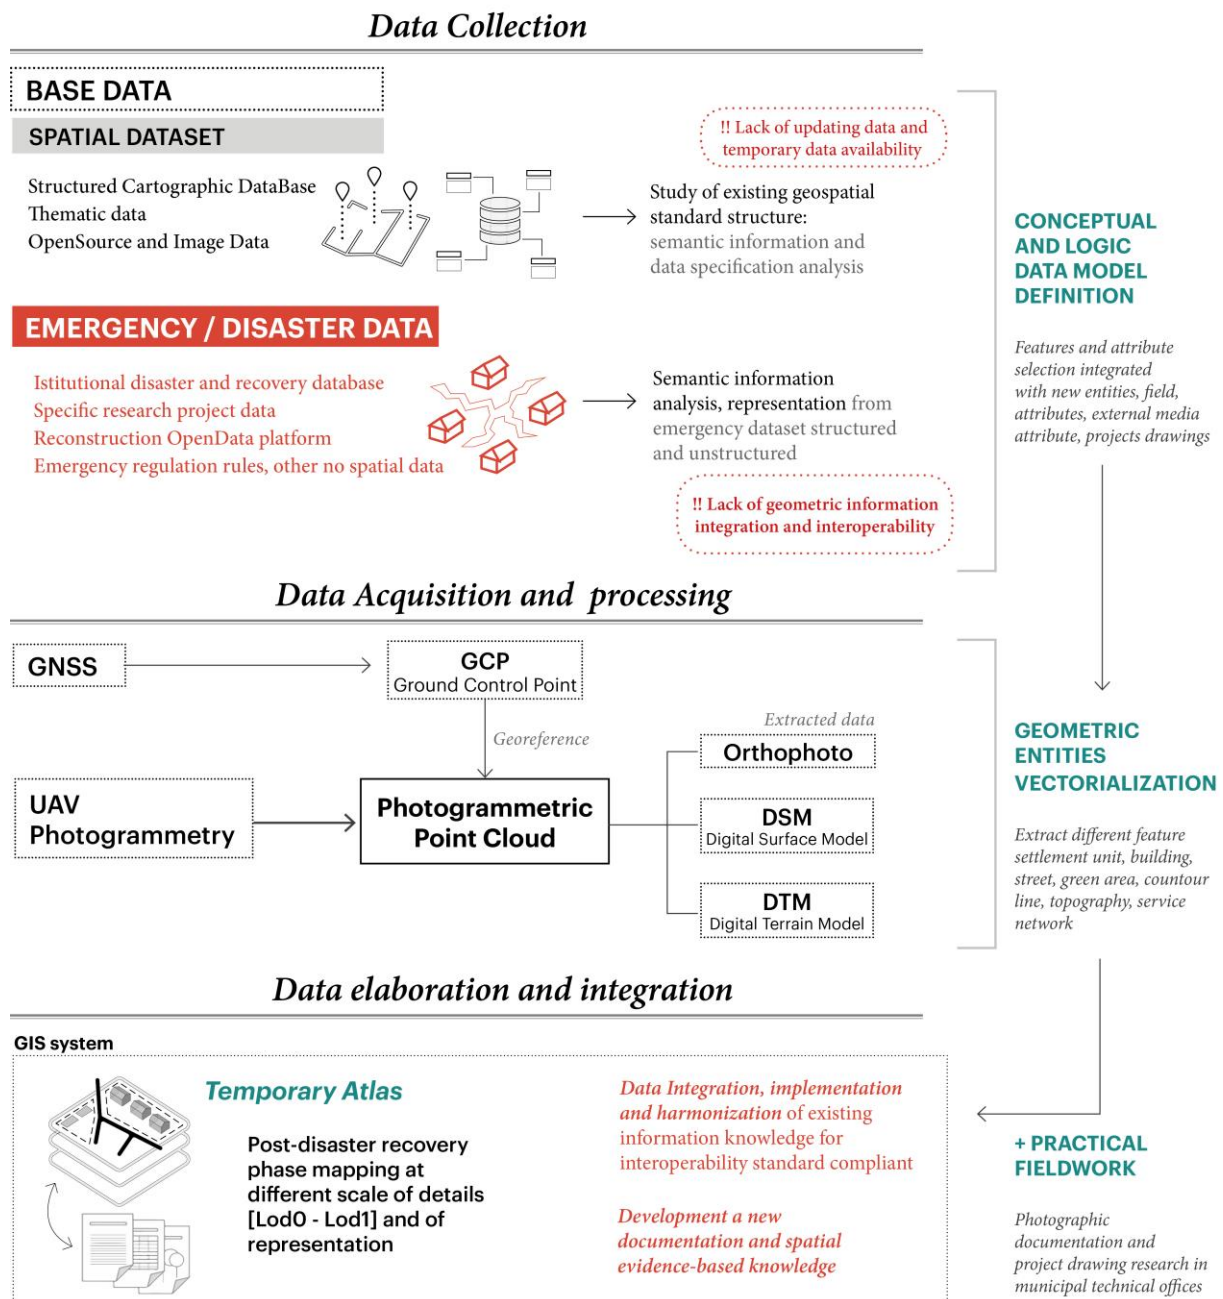 Data Collection
BASE DATA
SPATIAL DATASET
Structured Cartographic DataBase
Thematic data
OpenSource and Image Data
!! Lack of updating data and
temporary data availability
Study of existing geospatial
standard structure:
semantic information and
data specification analysis
EMERGENCY / DISASTER DATA
Istitutional disaster and recovery database
Specific research project data
Reconstruction OpenData platform
Emergency regulation rules, other no spatial data
Semantic information
analysis, representation from
emergency dataset structured
and unstructured
!! Lack of geometric information
integration and interoperability
CONCEPTUAL
AND LOGIC
DATA MODEL
DEFINITION
Features and attribute
selection integrated
with new entities, field,
attributes, external media
attribute, projects drawings
Data Acquisition and processing
GNSS
GCP
Ground Control Point
Georeference
UAV
Photogrammetry
Photogrammetric
Point Cloud
Extracted data
Orthophoto
DSM
Digital Surface Model
DTM
Digital Terrain Model
GEOMETRIC
ENTITIES
VECTORIALIZATION
Extract different feature
settlement unit, building,
street, green area, countour
line, topography, service
network
Data elaboration and integration
GIS system
Temporary Atlas
Post-disaster recovery
phase mapping at
different scale of details
[Lod0 - Lod1] and of
representation
Data Integration, implementation
and harmonization of existing
information knowledge for
interoperability standard compliant
Development a new
documentation and spatial
evidence-based knowledge
+ PRACTICAL
FIELDWORK
Photographic
documentation and
project drawing research in
municipal technical offices